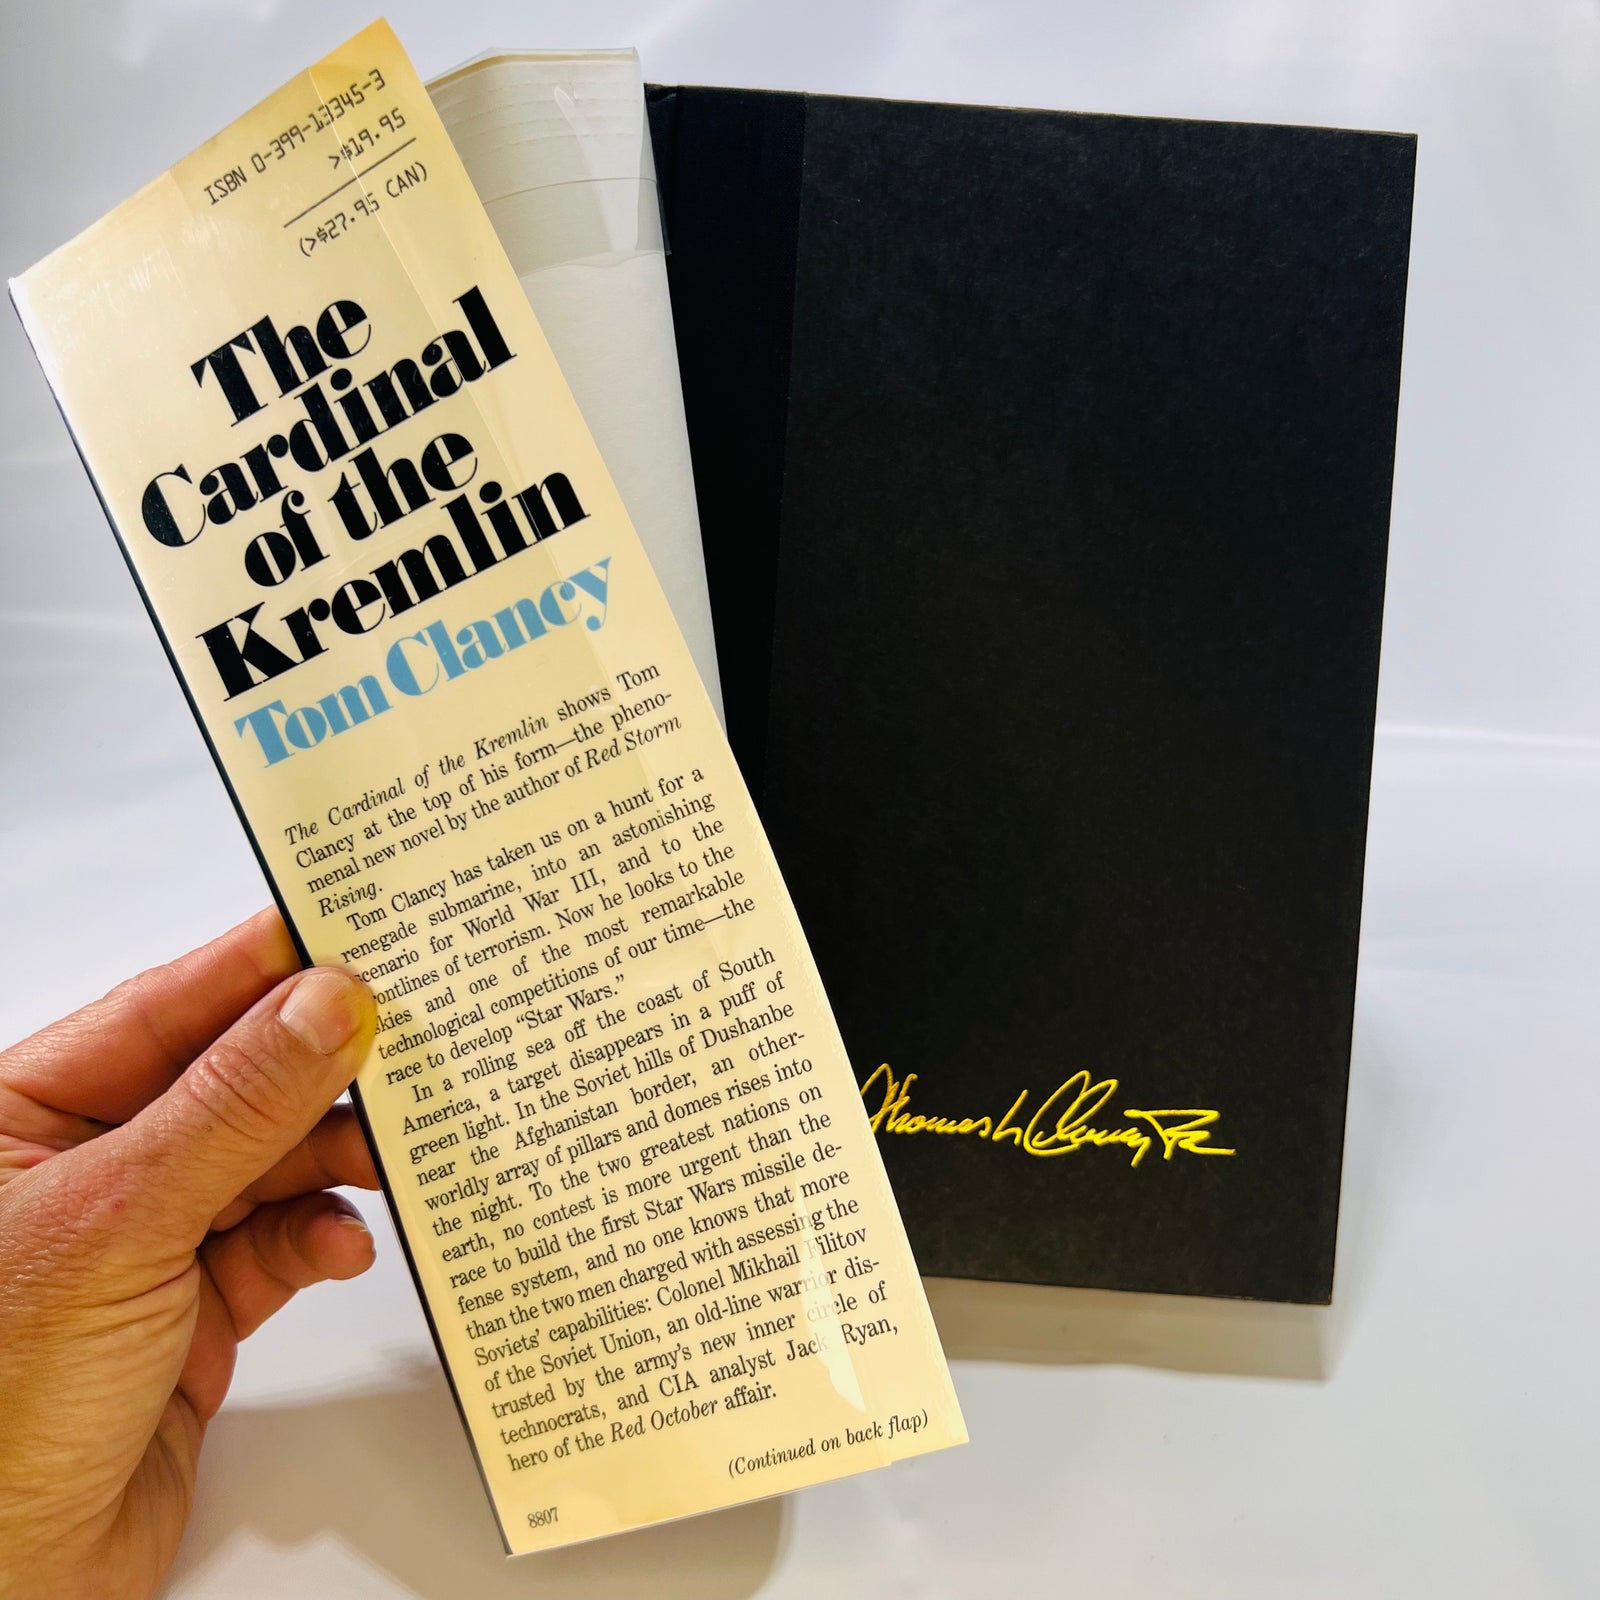 ISBN 0-399-13345-3
>$19.95
(>$27.95 CAN)
The
Cardinal
of the
Kremlin
Tom Clancy
The Cardinal of the Kremlin shows Tom
Clancy at the top of his form—the pheno-
menal new novel by the author of Red Storm
Rising.
Tom Clancy has taken us on a hunt for a
renegade submarine, into an astonishing
scenario for World War III, and to the
rontlines of terrorism. Now he looks to the
skies and one of the most remarkable
technological competitions of our time—the
race to develop “Star Wars.”
In a rolling sea off the coast of South
America, a target disappears in a puff of
green light. In the Soviet hills of Dushanbe
near the Afghanistan border, an other-
worldly array of pillars and domes rises into
the night. To the two greatest nations on
earth, no contest is more urgent than the
race to build the first Star Wars missile de-
fense system, and no one knows that more
than the two men charged with assessing the
Soviets’ capabilities: Colonel Mikhail Filitov
of the Soviet Union, an old-line warrior dis-
trusted by the army’s new inner circle of
technocrats, and CIA analyst Jack Ryan,
hero of the Red October affair.
(Continued on back flap)
8807
Thomas L Clancy Jr